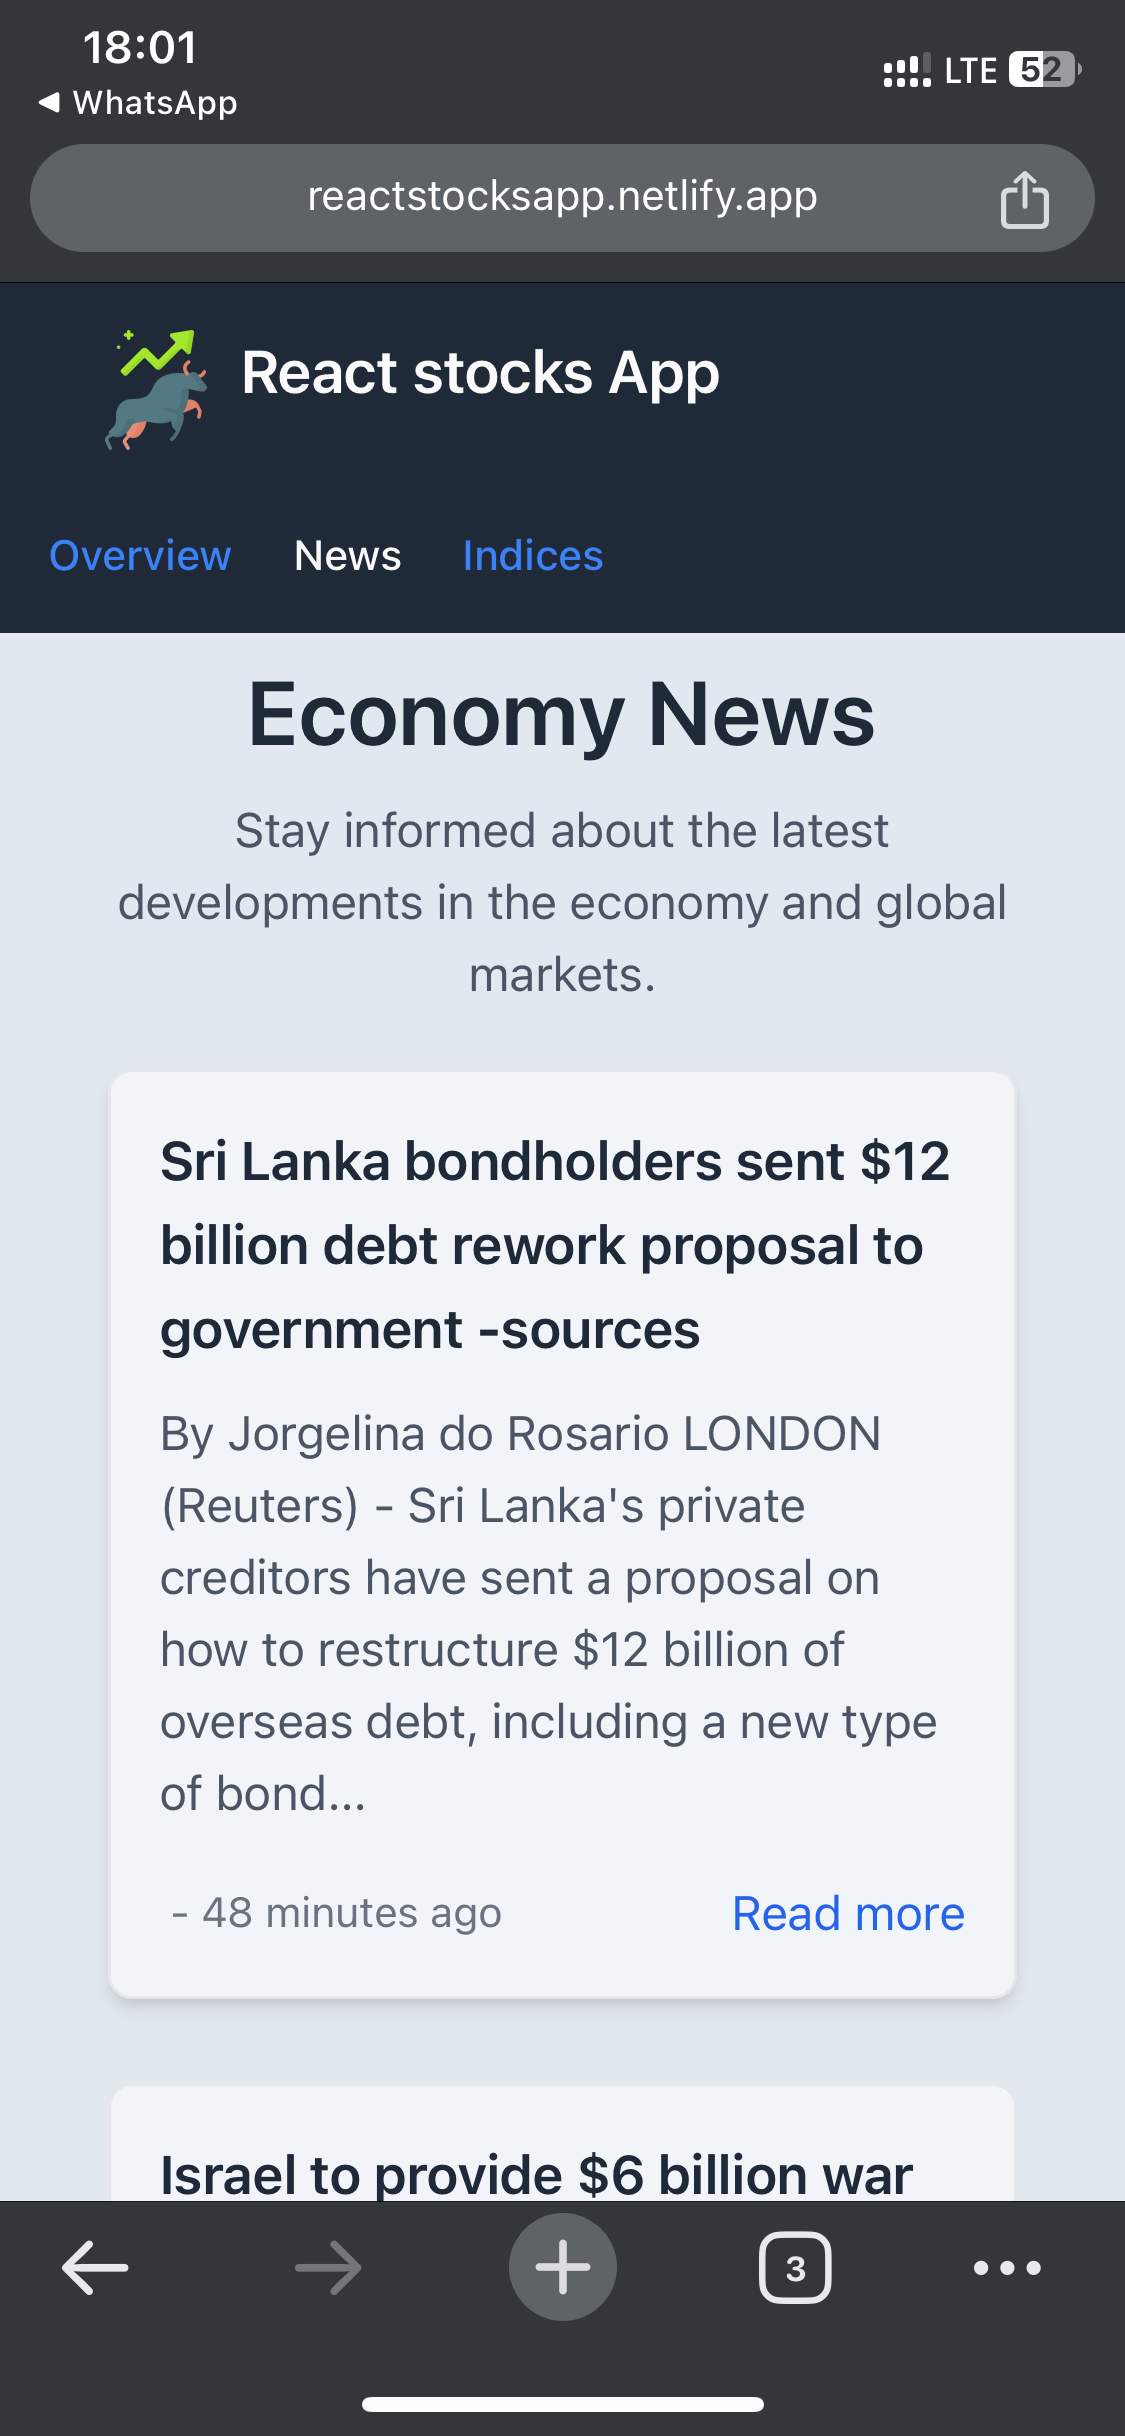 18:01
LTE 52
◀ WhatsApp
reactstocksapp.netlify.app
React stocks App
Overview News Indices
Economy News
Stay informed about the latest
developments in the economy and global
markets.
Sri Lanka bondholders sent $12
billion debt rework proposal to
government -sources
By Jorgelina do Rosario LONDON
(Reuters) - Sri Lanka's private
creditors have sent a proposal on
how to restructure $12 billion of
overseas debt, including a new type
of bond...
- 48 minutes ago Read more
Israel to provide $6 billion war
3